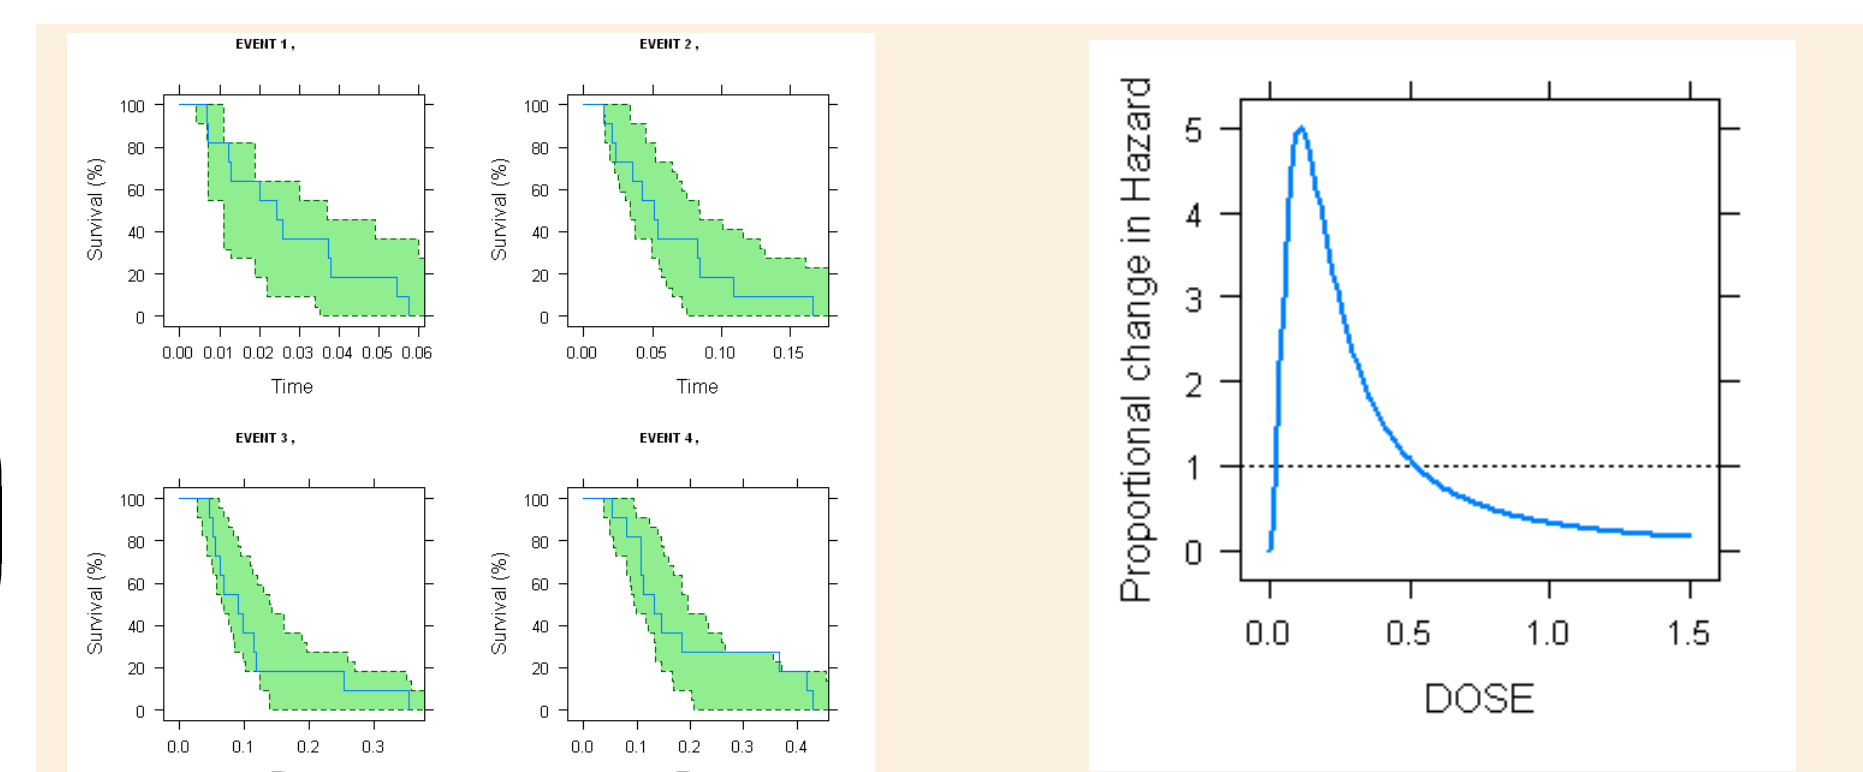 EVENT 1 ,
Survival (%)
100
80
60
40
20
0
0.00 0.01 0.02 0.03 0.04 0.05 0.06
Time
EVENT 2 ,
Survival (%)
100
80
60
40
20
0
0.00 0.05 0.10 0.15
Time
EVENT 3 ,
Survival (%)
100
80
60
40
20
0
0.0 0.1 0.2 0.3
EVENT 4 ,
Survival (%)
100
80
60
40
20
0
0.0 0.1 0.2 0.3 0.4
Proportional change in Hazard
5
4
3
2
1
0
0.0 0.5 1.0 1.5
DOSE